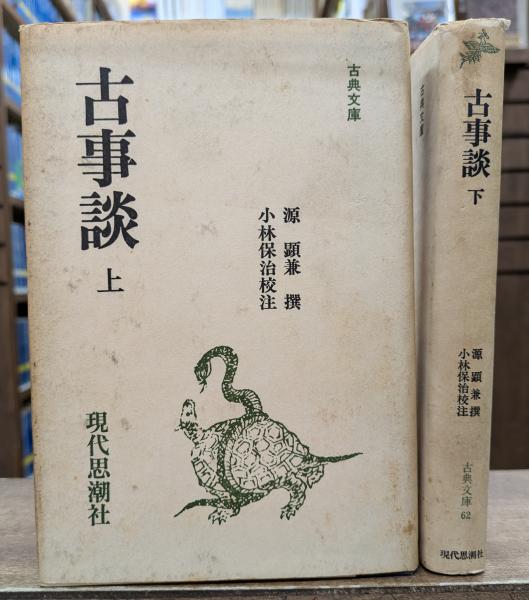 古典文庫
古事談 上
源 顕兼 撰
小林保治校注
現代思潮社
古典文庫
古事談 下
源 顕兼 撰
小林保治校注
古典文庫 62
現代思潮社